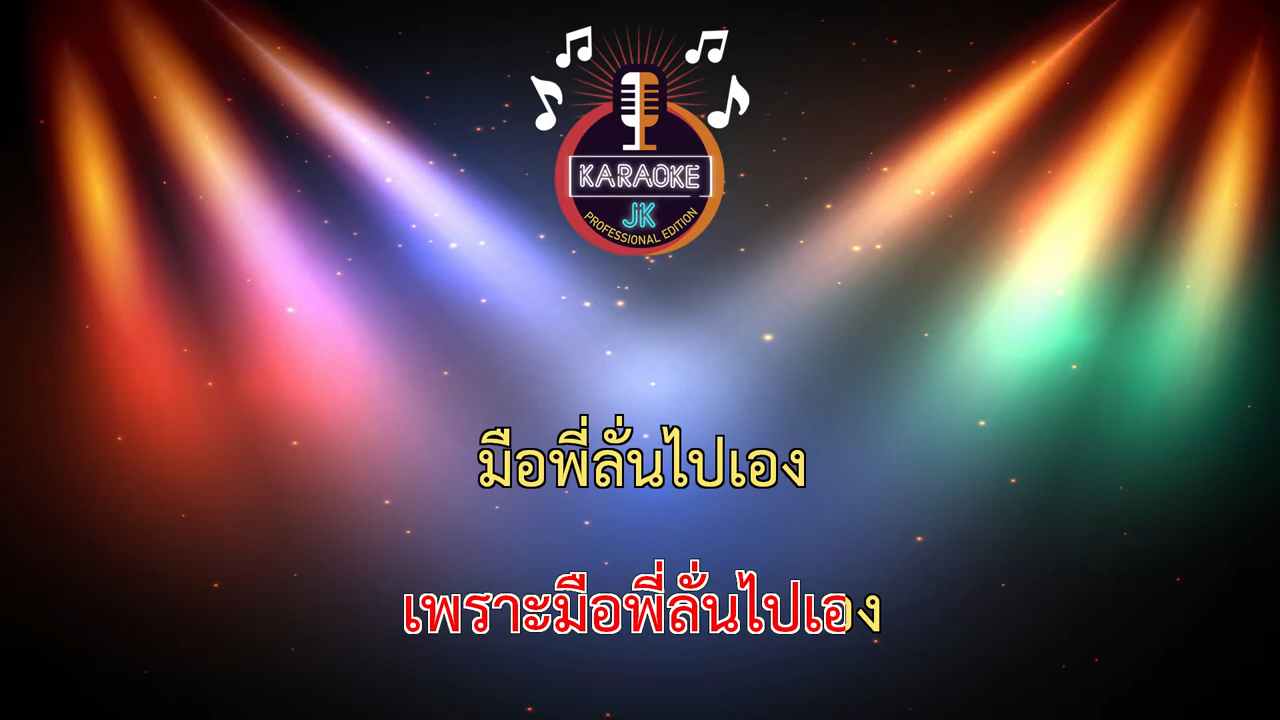 KARAOKE
JK
PROFESSIONAL EDITION
มือพี่ลั่นไปเอง
เพราะมือพี่ลั่นไปเอง